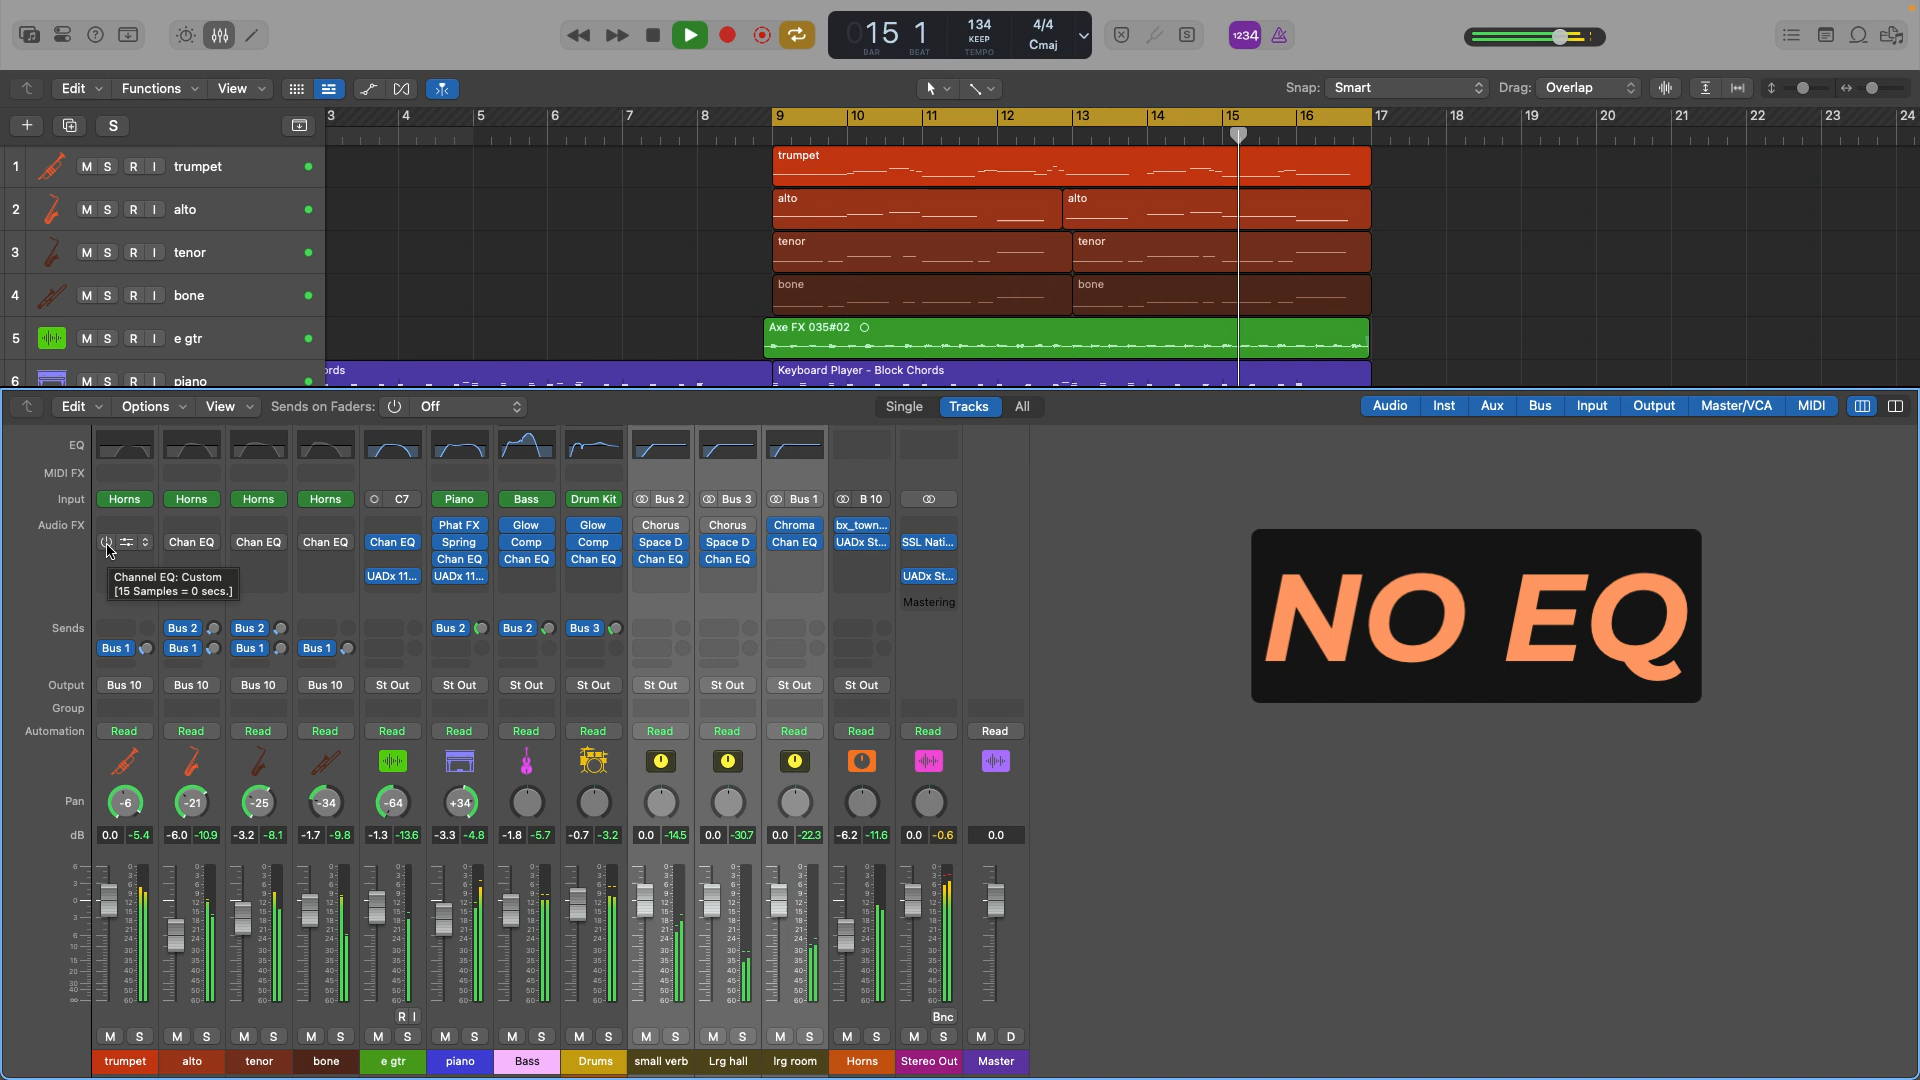 15 1
BAR BEAT
134
KEEP
TEMPO
4/4
Cmaj
S
1234
Edit Functions View
Snap: Smart Drag: Overlap
S
3 4 5 6 7 8 9 10 11 12 13 14 15 16 17 18 19 20 21 22 23 24
1 M S R I trumpet
trumpet
2 M S R I alto
alto alto
3 M S R I tenor
tenor tenor
4 M S R I bone
bone bone
5 M S R I e gtr
Axe FX 035#02
6 M S R I piano
ords Keyboard Player - Block Chords
Edit Options View Sends on Faders: Off
Single Tracks All
Audio Inst Aux Bus Input Output Master/VCA MIDI
EQ
MIDI FX
Input Horns Horns Horns Horns C7 Piano Bass Drum Kit Bus 2 Bus 3 Bus 1 B 10
Audio FX Phat FX Glow Glow Chorus Chorus Chroma bx_town...
Chan EQ Chan EQ Chan EQ Chan EQ Spring Comp Comp Space D Space D Chan EQ UADx St... SSL Nati...
Chan EQ Chan EQ Chan EQ Chan EQ Chan EQ
UADx 11... UADx 11... UADx St...
Mastering
Channel EQ: Custom
[15 Samples = 0 secs.]
NO EQ
Sends Bus 2 Bus 2 Bus 2 Bus 2 Bus 3
Bus 1 Bus 1 Bus 1 Bus 1
Output Bus 10 Bus 10 Bus 10 Bus 10 St Out St Out St Out St Out St Out St Out St Out St Out
Group
Automation Read Read Read Read Read Read Read Read Read Read Read Read Read Read
Pan -6 -21 -25 -34 -64 +34
dB 0.0 -5.4 -6.0 -10.9 -3.2 -8.1 -1.7 -9.8 -1.3 -13.6 -3.3 -4.8 -1.8 -5.7 -0.7 -3.2 0.0 -14.5 0.0 -30.7 0.0 -22.3 -6.2 -11.6 0.0 -0.6 0.0
R I Bnc
M S M S M S M S M S M S M S M S M S M S M S M S M S M D
trumpet alto tenor bone e gtr piano Bass Drums small verb Lrg hall lrg room Horns Stereo Out Master